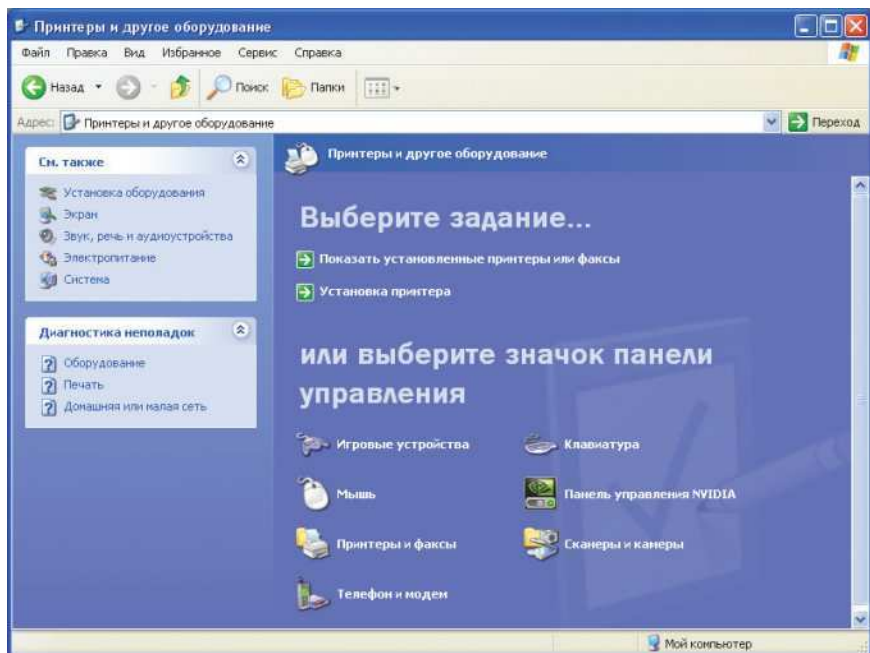 Принтеры и другое оборудование
Файл Правка Вид Избранное Сервис Справка
Назад Поиск Папки
Адрес: Принтеры и другое оборудование Переход
См. также
Установка оборудования
Экран
Звук, речь и аудиоустройства
Электропитание
Система
Диагностика неполадок
Оборудование
Печать
Домашняя или малая сеть
Принтеры и другое оборудование
Выберите задание...
Показать установленные принтеры или факсы
Установка принтера
или выберите значок панели
управления
Игровые устройства
Клавиатура
Мышь
Панель управления NVIDIA
Принтеры и факсы
Сканеры и камеры
Телефон и модем
Мой компьютер